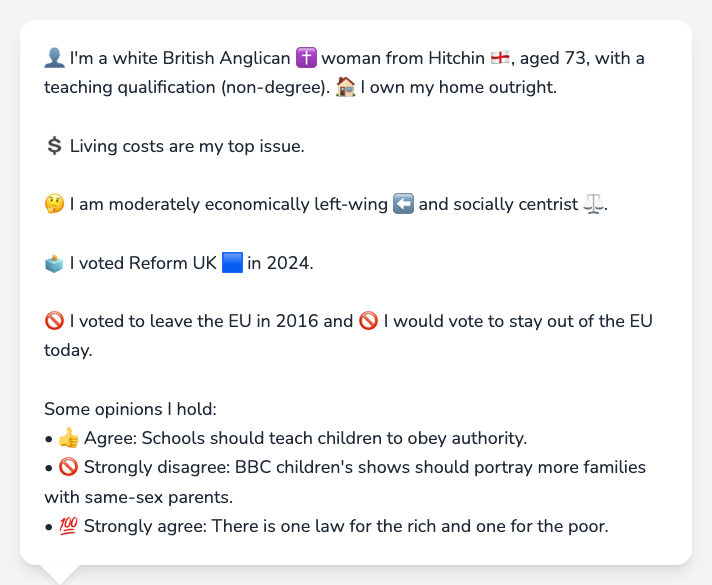 👤 I'm a white British Anglican ✝️ woman from Hitchin 🏴󠁧󠁢󠁥󠁮󠁧󠁿, aged 73, with a
teaching qualification (non-degree). 🏠 I own my home outright.
💲 Living costs are my top issue.
🤔 I am moderately economically left-wing ⬅️ and socially centrist ⚖️.
🗳️ I voted Reform UK 🟦 in 2024.
🚫 I voted to leave the EU in 2016 and 🚫 I would vote to stay out of the EU
today.
Some opinions I hold:
• 👍 Agree: Schools should teach children to obey authority.
• 🚫 Strongly disagree: BBC children's shows should portray more families
with same-sex parents.
• 💯 Strongly agree: There is one law for the rich and one for the poor.